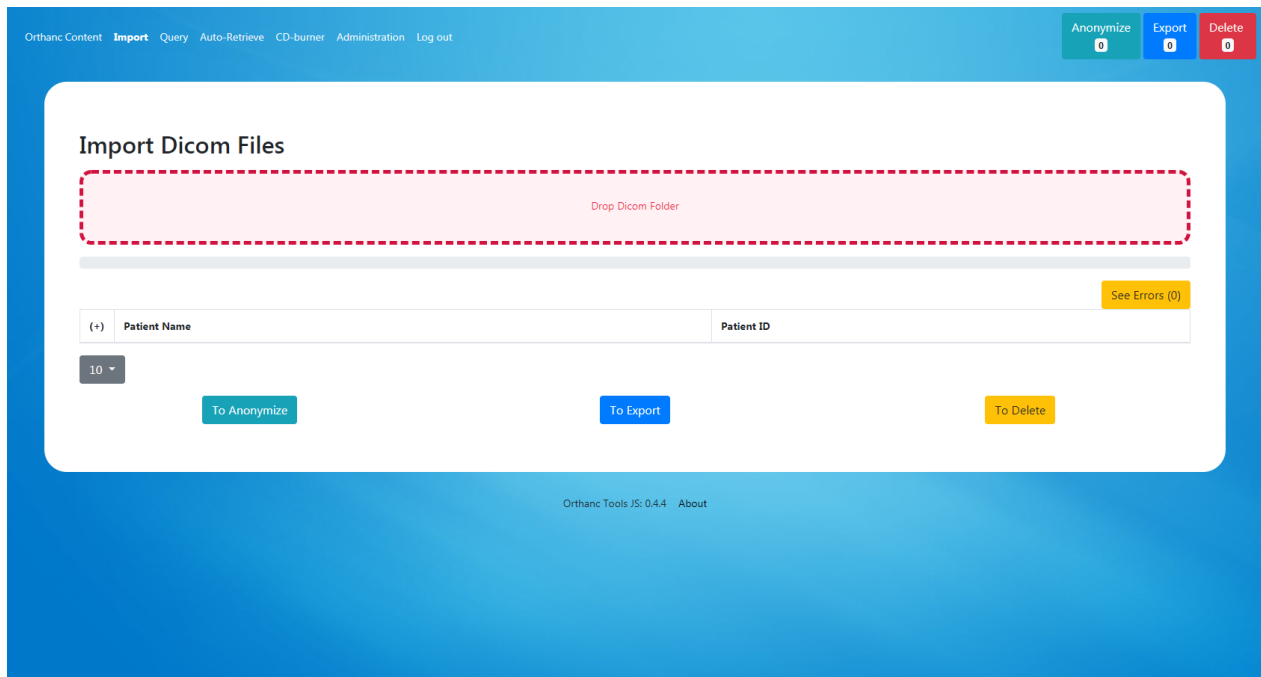 Orthanc Content Import Query Auto-Retrieve CD-burner Administration Log out
Anonymize Export Delete
0 0 0
Import Dicom Files
Drop Dicom Folder
See Errors (0)
(+) Patient Name Patient ID
10
To Anonymize To Export To Delete
Orthanc Tools JS: 0.4.4 About